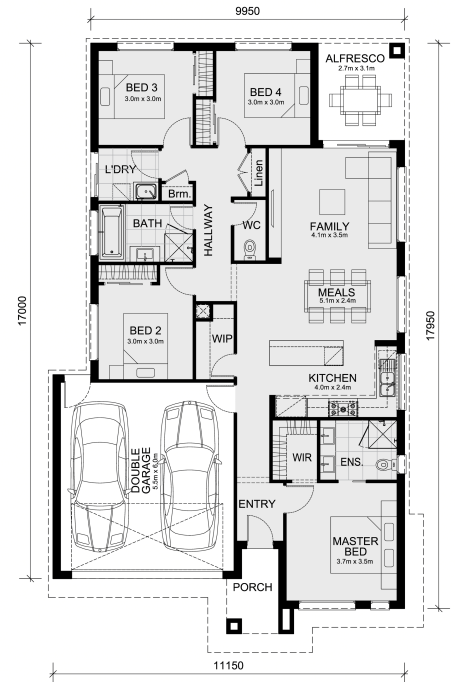 9950
ALFRESCO
2.7m x 3.1m
BED 3
3.0m x 3.0m
BED 4
3.0m x 3.0m
L'DRY
Brm.
Linen
BATH
HALLWAY
WC
FAMILY
4.1m x 3.5m
MEALS
5.1m x 2.4m
17000
17950
BED 2
3.0m x 3.0m
WIP
KITCHEN
4.0m x 2.4m
DOUBLE
GARAGE
5.5m x 6.0m
WIR
ENS.
ENTRY
MASTER
BED
3.7m x 3.5m
PORCH
11150